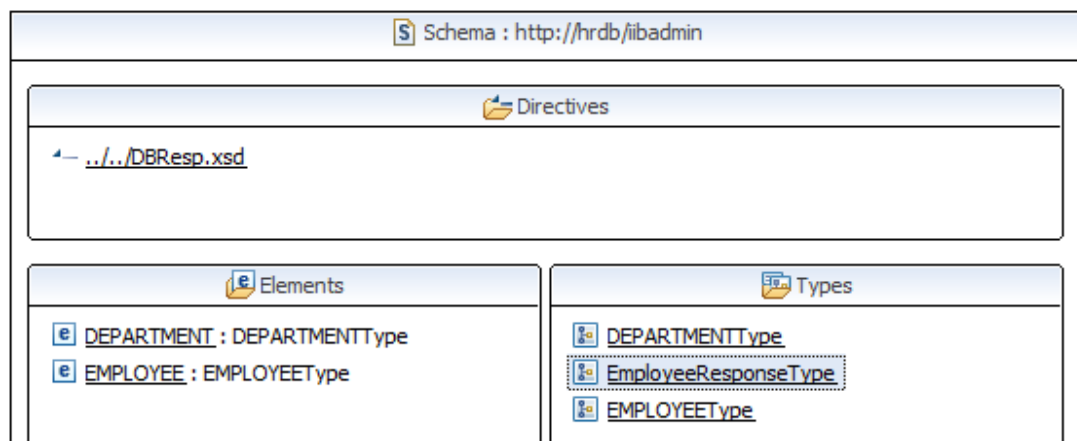 Schema : http://hrdb/iibadmin
Directives
../../DBResp.xsd
Elements
DEPARTMENT : DEPARTMENTType
EMPLOYEE : EMPLOYEEType
Types
DEPARTMENTType
EmployeeResponseType
EMPLOYEEType